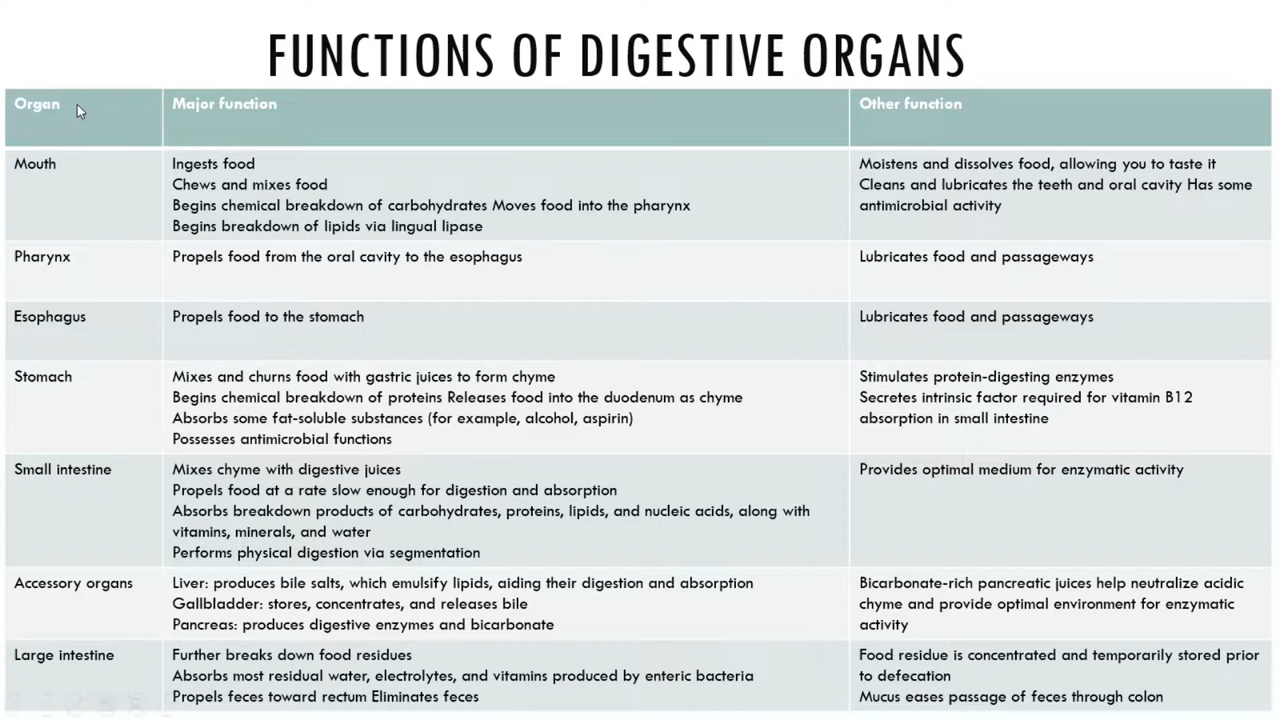 FUNCTIONS OF DIGESTIVE ORGANS
Organ
Major function
Other function
Mouth
Ingests food
Chews and mixes food
Begins chemical breakdown of carbohydrates Moves food into the pharynx
Begins breakdown of lipids via lingual lipase
Moistens and dissolves food, allowing you to taste it
Cleans and lubricates the teeth and oral cavity Has some
antimicrobial activity
Pharynx
Propels food from the oral cavity to the esophagus
Lubricates food and passageways
Esophagus
Propels food to the stomach
Lubricates food and passageways
Stomach
Mixes and churns food with gastric juices to form chyme
Begins chemical breakdown of proteins Releases food into the duodenum as chyme
Absorbs some fat-soluble substances (for example, alcohol, aspirin)
Possesses antimicrobial functions
Stimulates protein-digesting enzymes
Secretes intrinsic factor required for vitamin B12
absorption in small intestine
Small intestine
Mixes chyme with digestive juices
Propels food at a rate slow enough for digestion and absorption
Absorbs breakdown products of carbohydrates, proteins, lipids, and nucleic acids, along with
vitamins, minerals, and water
Performs physical digestion via segmentation
Provides optimal medium for enzymatic activity
Accessory organs
Liver: produces bile salts, which emulsify lipids, aiding their digestion and absorption
Gallbladder: stores, concentrates, and releases bile
Pancreas: produces digestive enzymes and bicarbonate
Bicarbonate-rich pancreatic juices help neutralize acidic
chyme and provide optimal environment for enzymatic
activity
Large intestine
Further breaks down food residues
Absorbs most residual water, electrolytes, and vitamins produced by enteric bacteria
Propels feces toward rectum Eliminates feces
Food residue is concentrated and temporarily stored prior
to defecation
Mucus eases passage of feces through colon